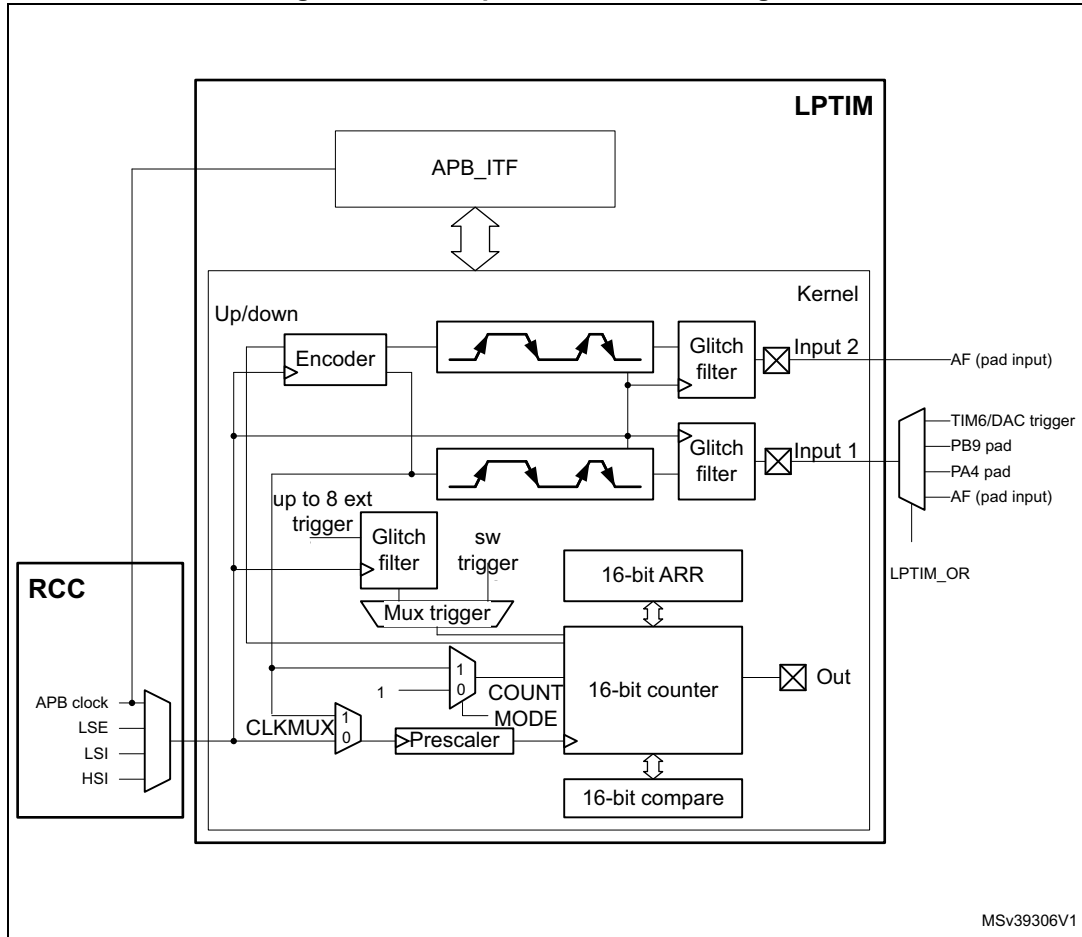 LPTIM
APB_ITF
Kernel
Up/down
Encoder
Glitch
filter
Input 2
AF (pad input)
Glitch
filter
Input 1
TIM6/DAC trigger
PB9 pad
PA4 pad
AF (pad input)
LPTIM_OR
up to 8 ext
trigger
Glitch
filter
sw
trigger
Mux trigger
16-bit ARR
RCC
APB clock
LSE
LSI
HSI
1
1
0
COUNT
MODE
16-bit counter
Out
CLKMUX
1
0
Prescaler
16-bit compare
MSv39306V1